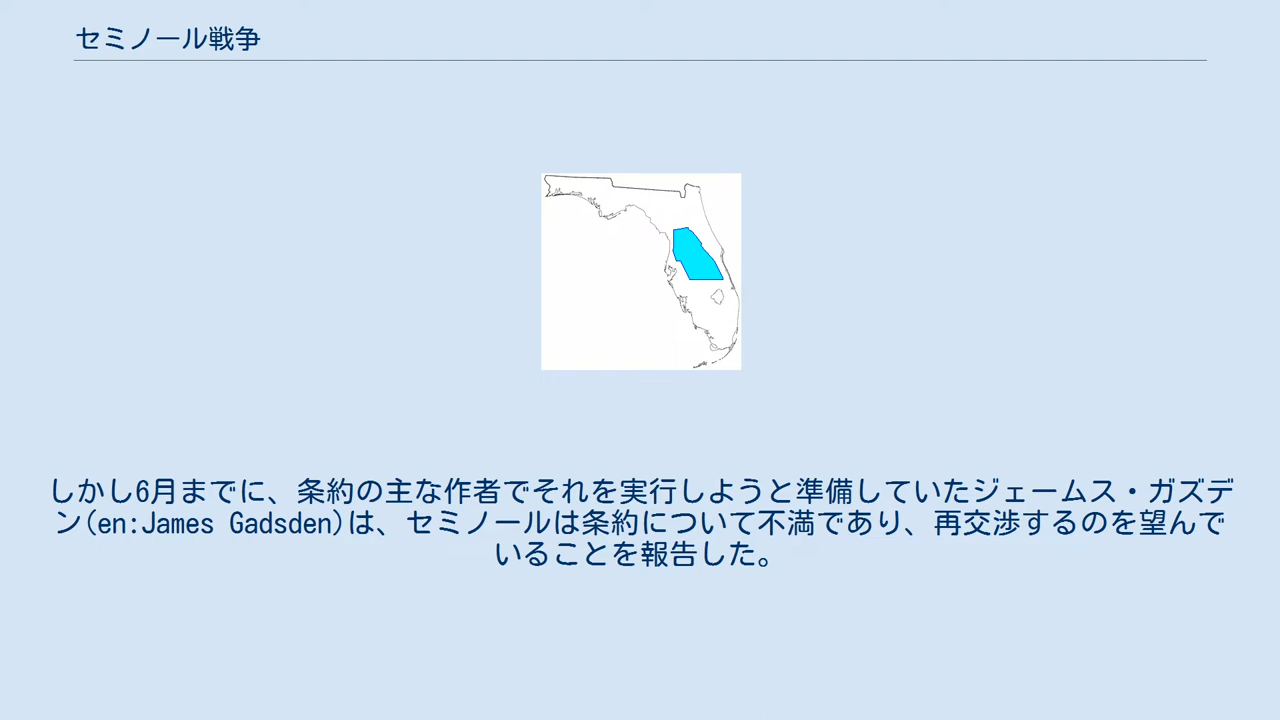 セミノール戦争
しかし6月までに、条約の主な作者でそれを実行しようと準備していたジェームス・ガズデ
ン(en:James Gadsden)は、セミノールは条約について不満であり、再交渉するのを望んで
いることを報告した。